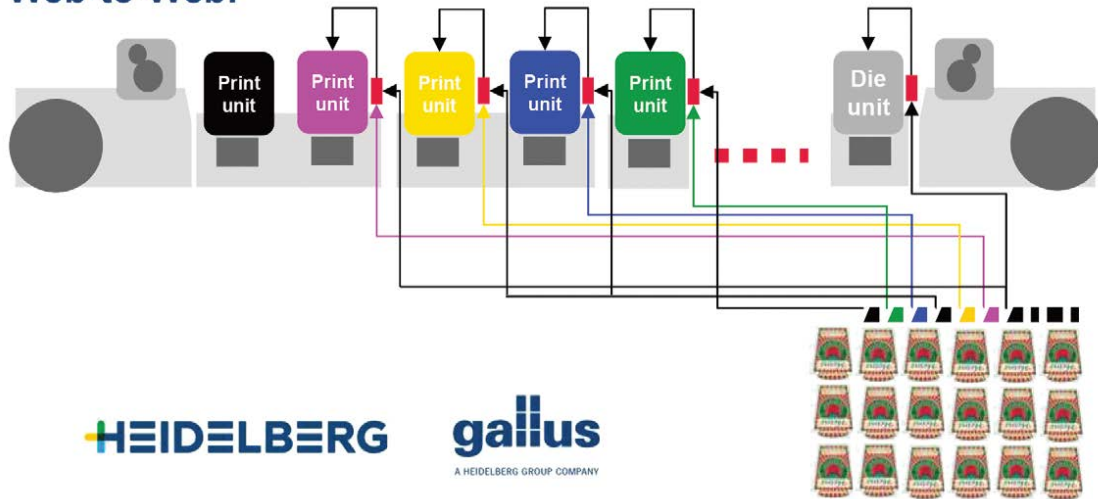 Web to Web:
Print
unit
Print
unit
Print
unit
Print
unit
Print
unit
Die
unit
HEIDELBERG
gallus
A HEIDELBERG GROUP COMPANY